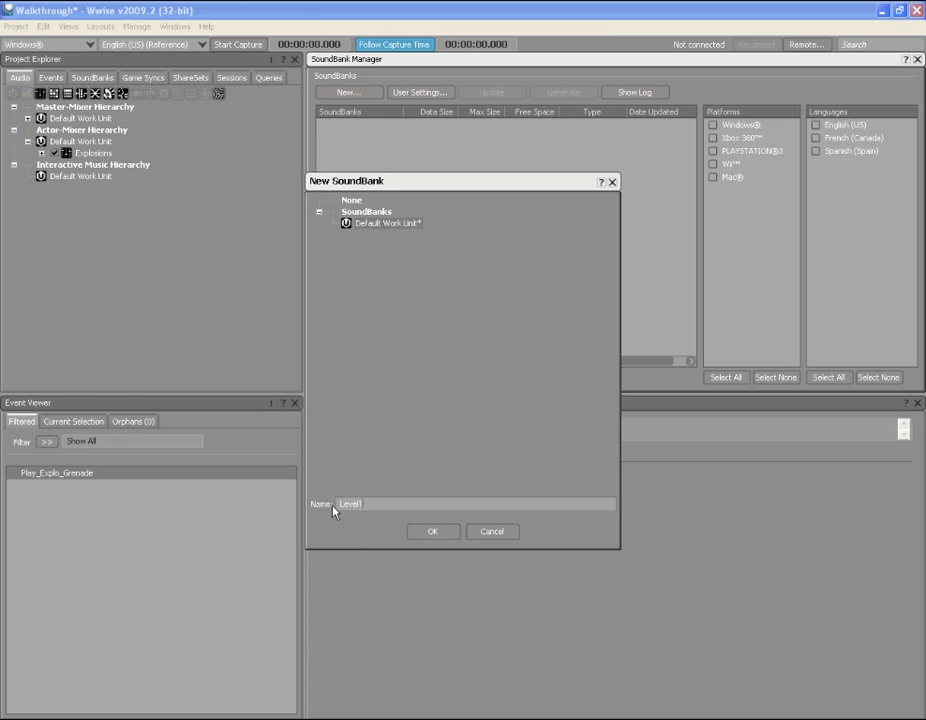 Walkthrough* - Wwise v2009.2 (32-bit)
Project Edit Views Layouts Manage Windows Help
Windows® English (US) (Reference) Start Capture 00:00:00.000 Follow Capture Time 00:00:00.000 Not connected Reconnect Remote... Search
Project Explorer
Audio Events SoundBanks Game Syncs ShareSets Sessions Queries
Master-Mixer Hierarchy
Default Work Unit
Actor-Mixer Hierarchy
Default Work Unit
Explosions
Interactive Music Hierarchy
Default Work Unit
SoundBank Manager
SoundBanks
New... User Settings... Update Generate Show Log
SoundBanks Data Size Max Size Free Space Type Date Updated
Platforms
Windows®
Xbox 360™
PLAYSTATION®3
Wii™
Mac®
Select All Select None
Languages
English (US)
French (Canada)
Spanish (Spain)
Select All Select None
New SoundBank
None
SoundBanks
Default Work Unit*
Name: Level1
OK Cancel
Event Viewer
Filtered Current Selection Orphans (0)
Filter >> Show All
Play_Explo_Grenade